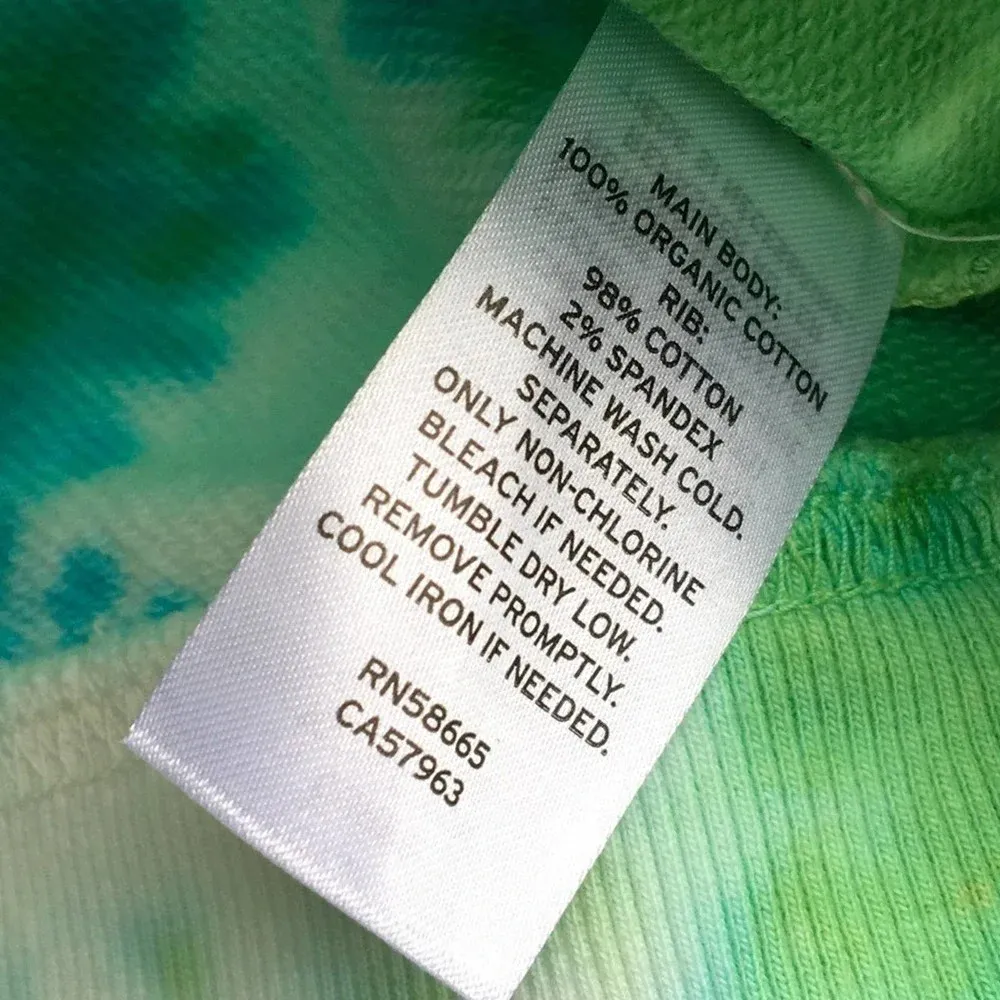 MAIN BODY:
100% ORGANIC COTTON
RIB:
98% COTTON
2% SPANDEX
MACHINE WASH COLD.
SEPARATELY.
ONLY NON-CHLORINE
BLEACH IF NEEDED.
TUMBLE DRY LOW.
REMOVE PROMPTLY.
COOL IRON IF NEEDED.
RN58665
CA57963